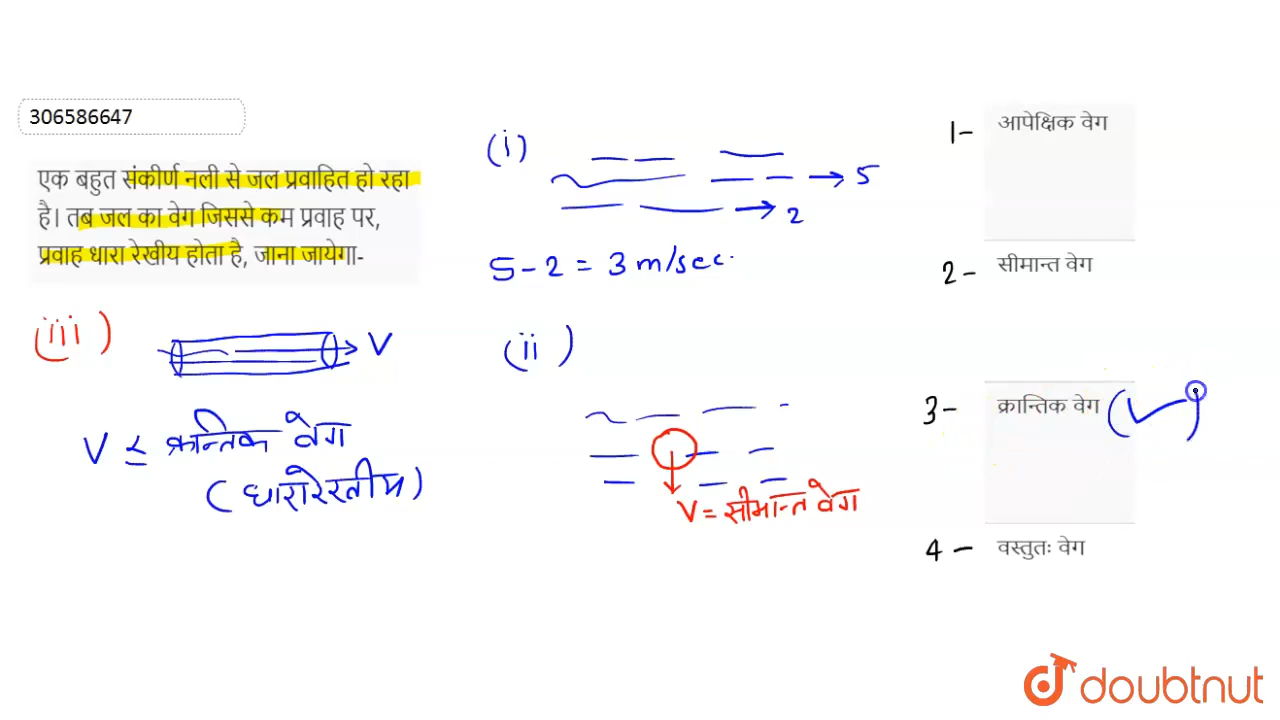 306586647
एक बहुत संकीर्ण नली से जल प्रवाहित हो रहा
है। तब जल का वेग जिससे कम प्रवाह पर,
प्रवाह धारा रेखीय होता है, जाना जायेगा-
(iii)
V
V ≤ क्रान्तिक वेग
(धारारेखीय)
(i)
5
2
5-2 = 3 m/sec.
(ii)
V = सीमान्त वेग
1- आपेक्षिक वेग
2- सीमान्त वेग
3- क्रान्तिक वेग (✓)
4- वस्तुतः वेग
doubtnut